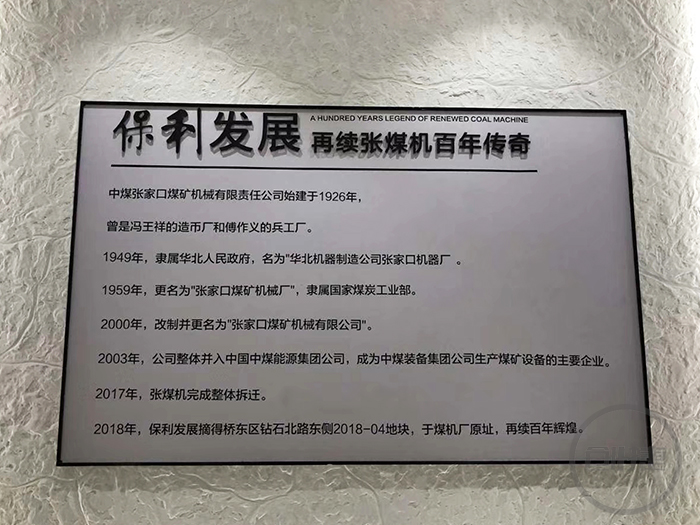 保利发展
A HUNDRED YEARS LEGEND OF RENEWED COAL MACHINE
再续张煤机百年传奇
中煤张家口煤矿机械有限责任公司始建于1926年，
曾是冯王祥的造币厂和傅作义的兵工厂。
1949年，隶属华北人民政府，名为"华北机器制造公司张家口机器厂 。
1959年，更名为"张家口煤矿机械厂"，隶属国家煤炭工业部。
2000年，改制并更名为"张家口煤矿机械有限公司"。
2003年，公司整体并入中国中煤能源集团公司，成为中煤装备集团公司生产煤矿设备的主要企业。
2017年，张煤机完成整体拆迁。
2018年，保利发展摘得桥东区钻石北路东侧2018-04地块，于煤机厂原址，再续百年辉煌。